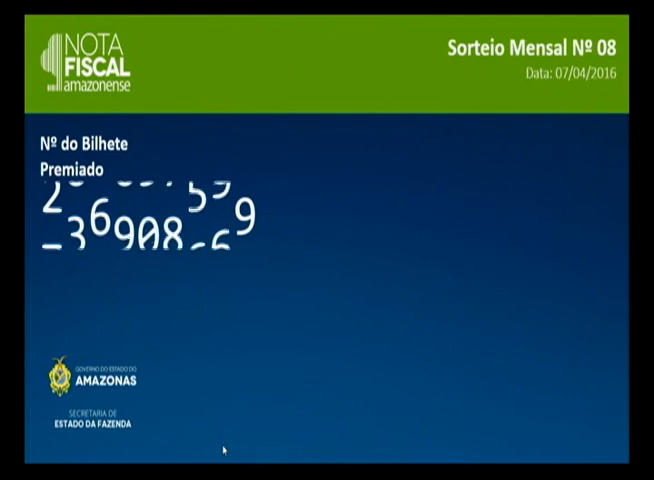 NOTA
FISCAL
amazonense
Sorteio Mensal Nº 08
Data: 07/04/2016
Nº do Bilhete
Premiado
GOVERNO DO ESTADO DO
AMAZONAS
SECRETARIA DE
ESTADO DA FAZENDA